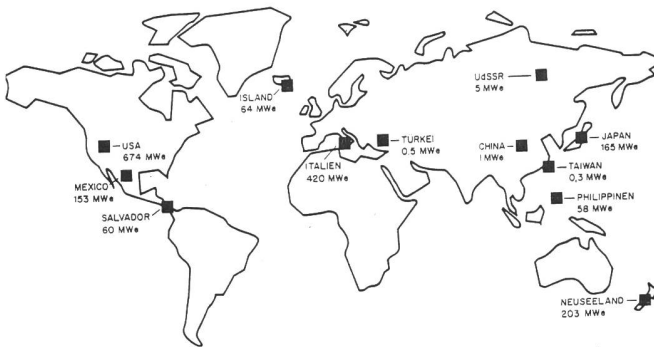 ISLAND
64 MWe
UdSSR
5 MWe
USA
674 MWe
MEXICO
153 MWe
SALVADOR
60 MWe
ITALIEN
420 MWe
TÜRKEI
0.5 MWe
CHINA
1 MWe
JAPAN
165 MWe
TAIWAN
0,3 MWe
PHILIPPINEN
58 MWe
NEUSEELAND
203 MWe